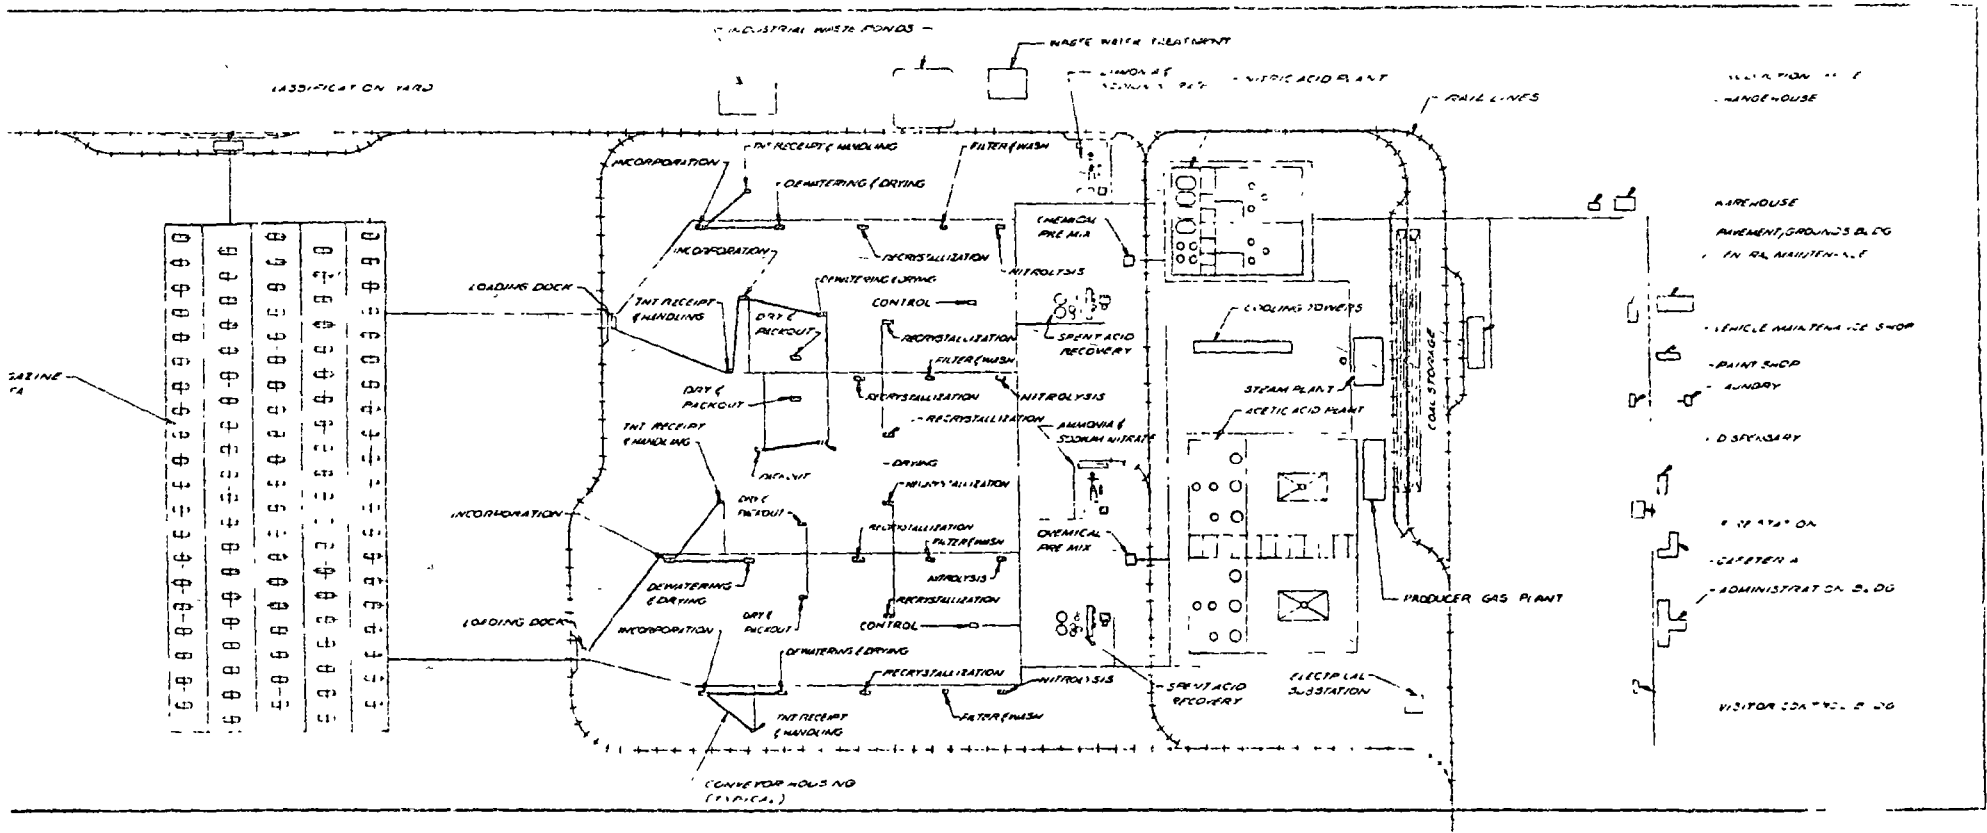 INDUSTRIAL WASTE PONDS
WASTE WATER TREATMENT
NITRIC ACID PLANT
RAIL LINES
YARD
INCORPORATION
TNT RECEIPT & HANDLING
FILTER & WASH
DEWATERING & DRYING
CHEMICAL
PRE MIX
RECRYSTALLIZATION
NITROLYSIS
INCORPORATION
DEWATERING & DRYING
LOADING DOCK
TNT RECEIPT
& HANDLING
DRY &
PACKOUT
CONTROL
RECRYSTALLIZATION
FILTER & WASH
SPENT ACID
RECOVERY
COOLING TOWERS
STEAM PLANT
COAL STORAGE
DRY &
PACKOUT
RECRYSTALLIZATION
NITROLYSIS
ACETIC ACID PLANT
TNT RECEIPT
& HANDLING
RECRYSTALLIZATION
AMMONIA &
SODIUM NITRATE
PACKOUT
DRYING
RECRYSTALLIZATION
DRY &
PACKOUT
INCORPORATION
RECRYSTALLIZATION
FILTER & WASH
CHEMICAL
PRE MIX
DEWATERING
& DRYING
NITROLYSIS
RECRYSTALLIZATION
PRODUCER GAS PLANT
LOADING DOCK
INCORPORATION
DRY &
PACKOUT
CONTROL
DEWATERING & DRYING
RECRYSTALLIZATION
NITROLYSIS
SPENT ACID
RECOVERY
SUBSTATION
TNT RECEIPT
& HANDLING
FILTER & WASH
CONVEYOR HOUSING
(TYPICAL)
WAREHOUSE
PAVEMENT, GROUNDS BLDG
VEHICLE MAINTENANCE SHOP
PAINT SHOP
DISPENSARY
ADMINISTRATION BLDG
VISITOR CONTROL